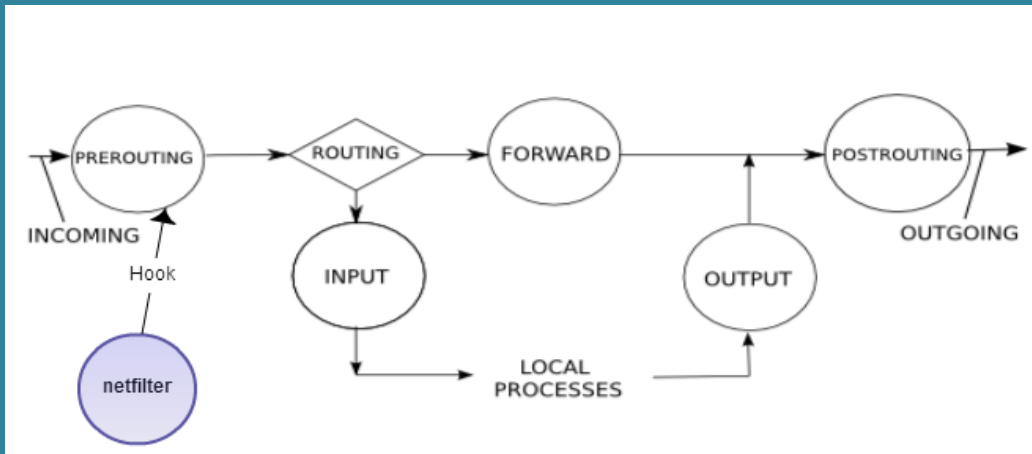 PREROUTING
ROUTING
FORWARD
POSTROUTING
INCOMING
OUTGOING
Hook
INPUT
OUTPUT
LOCAL
PROCESSES
netfilter